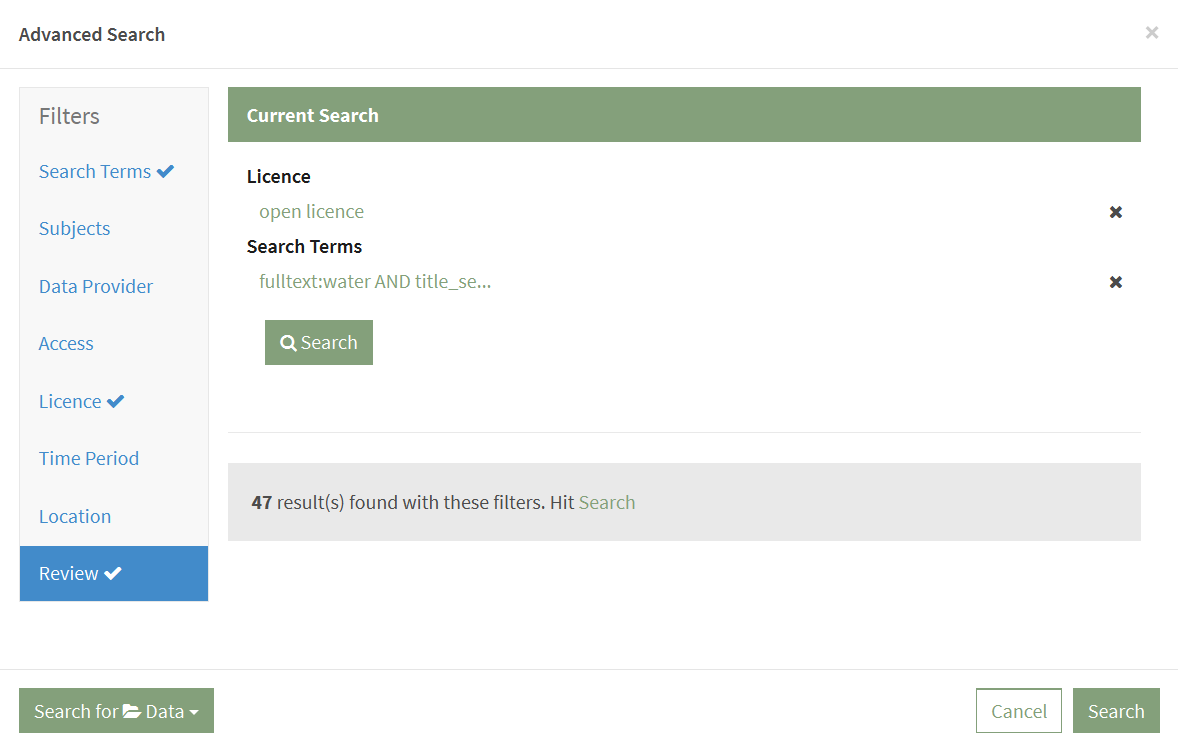 Advanced Search
×
Filters
Search Terms
Subjects
Data Provider
Access
Licence
Time Period
Location
Review
Current Search
Licence
open licence
Search Terms
fulltext:water AND title_se...
Search
47 result(s) found with these filters. Hit Search
Search for Data
Cancel
Search